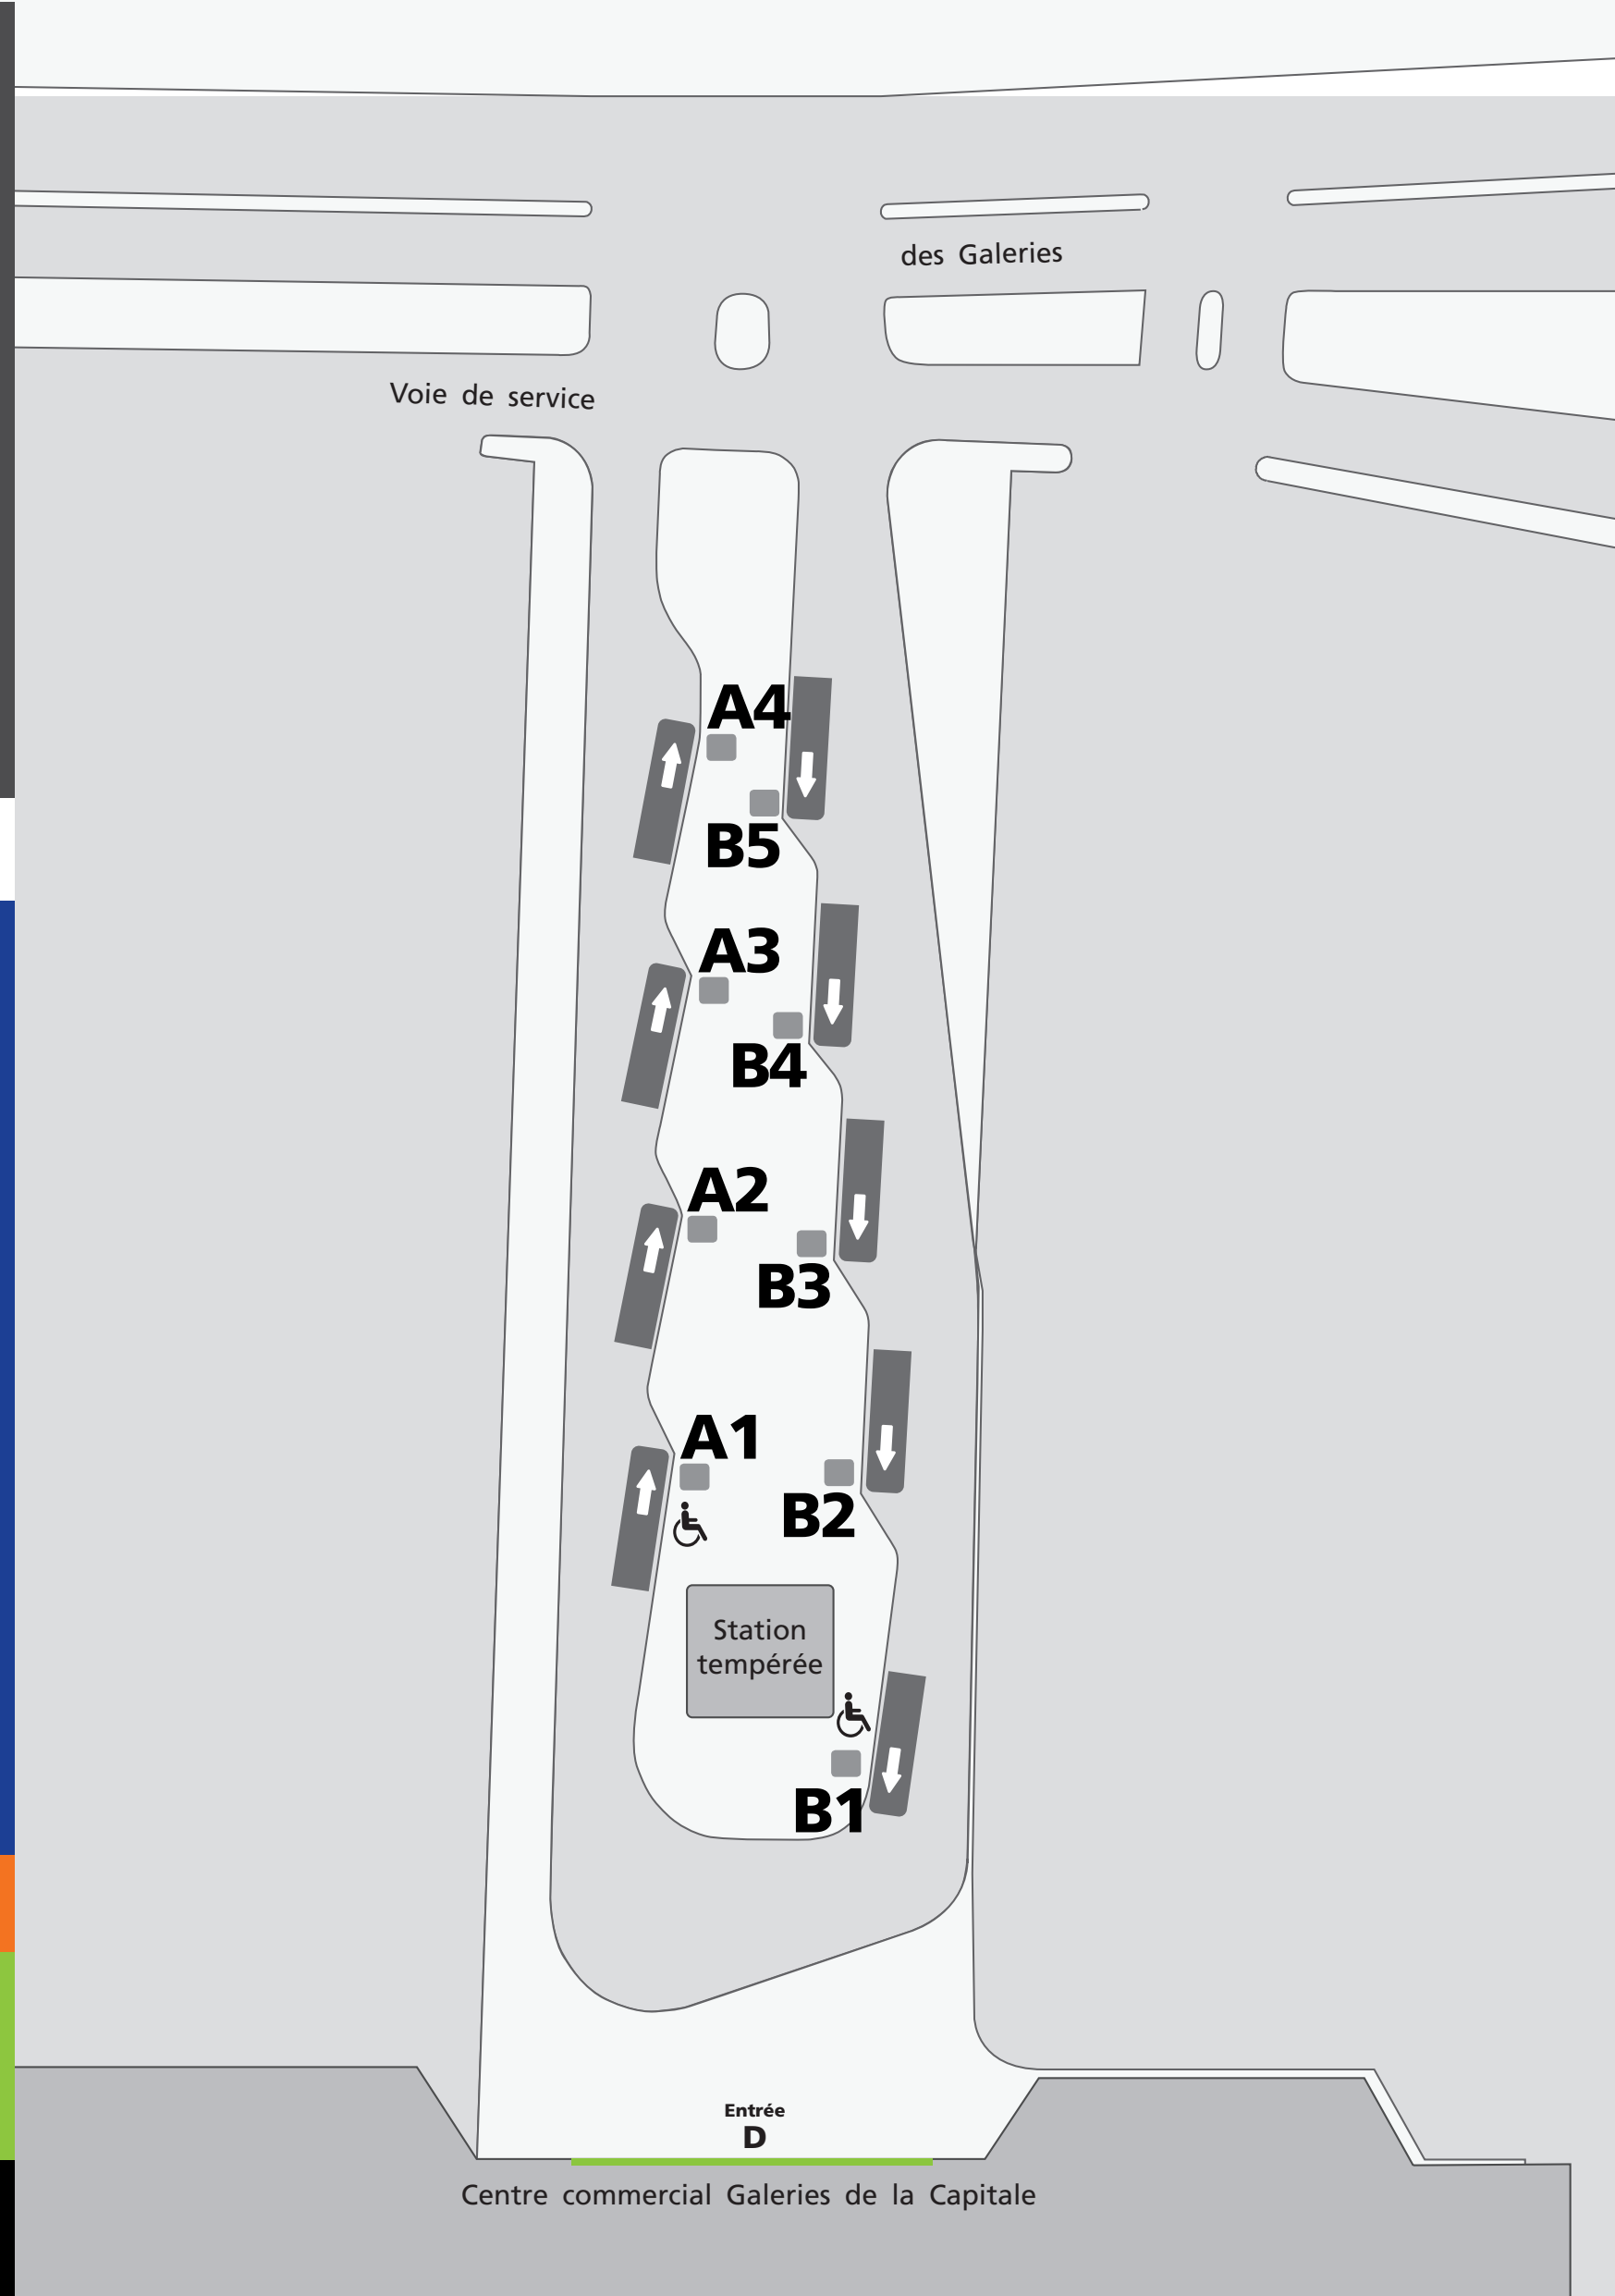 des Galeries
Voie de service
A4
B5
A3
B4
A2
B3
A1
B2
Station
tempérée
B1
Entrée
D
Centre commercial Galeries de la Capitale